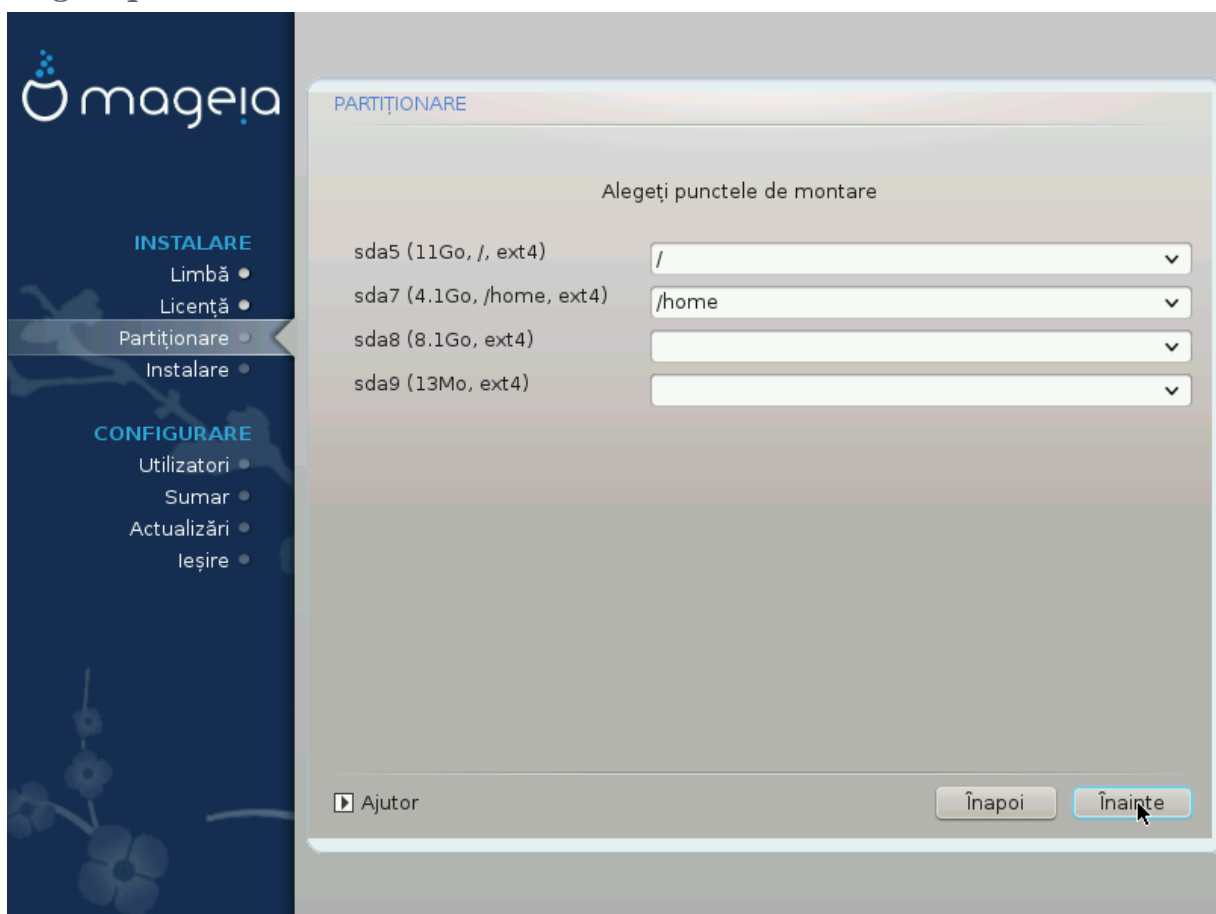 mageia
PARTIȚIONARE
Alegeți punctele de montare
INSTALARE
Limbă
Licență
Partiționare
Instalare
CONFIGURARE
Utilizatori
Sumar
Actualizări
Ieșire
sda5 (11Go, /, ext4)
/
sda7 (4.1Go, /home, ext4)
/home
sda8 (8.1Go, ext4)
sda9 (13Mo, ext4)
Ajutor
Înapoi
Înainte